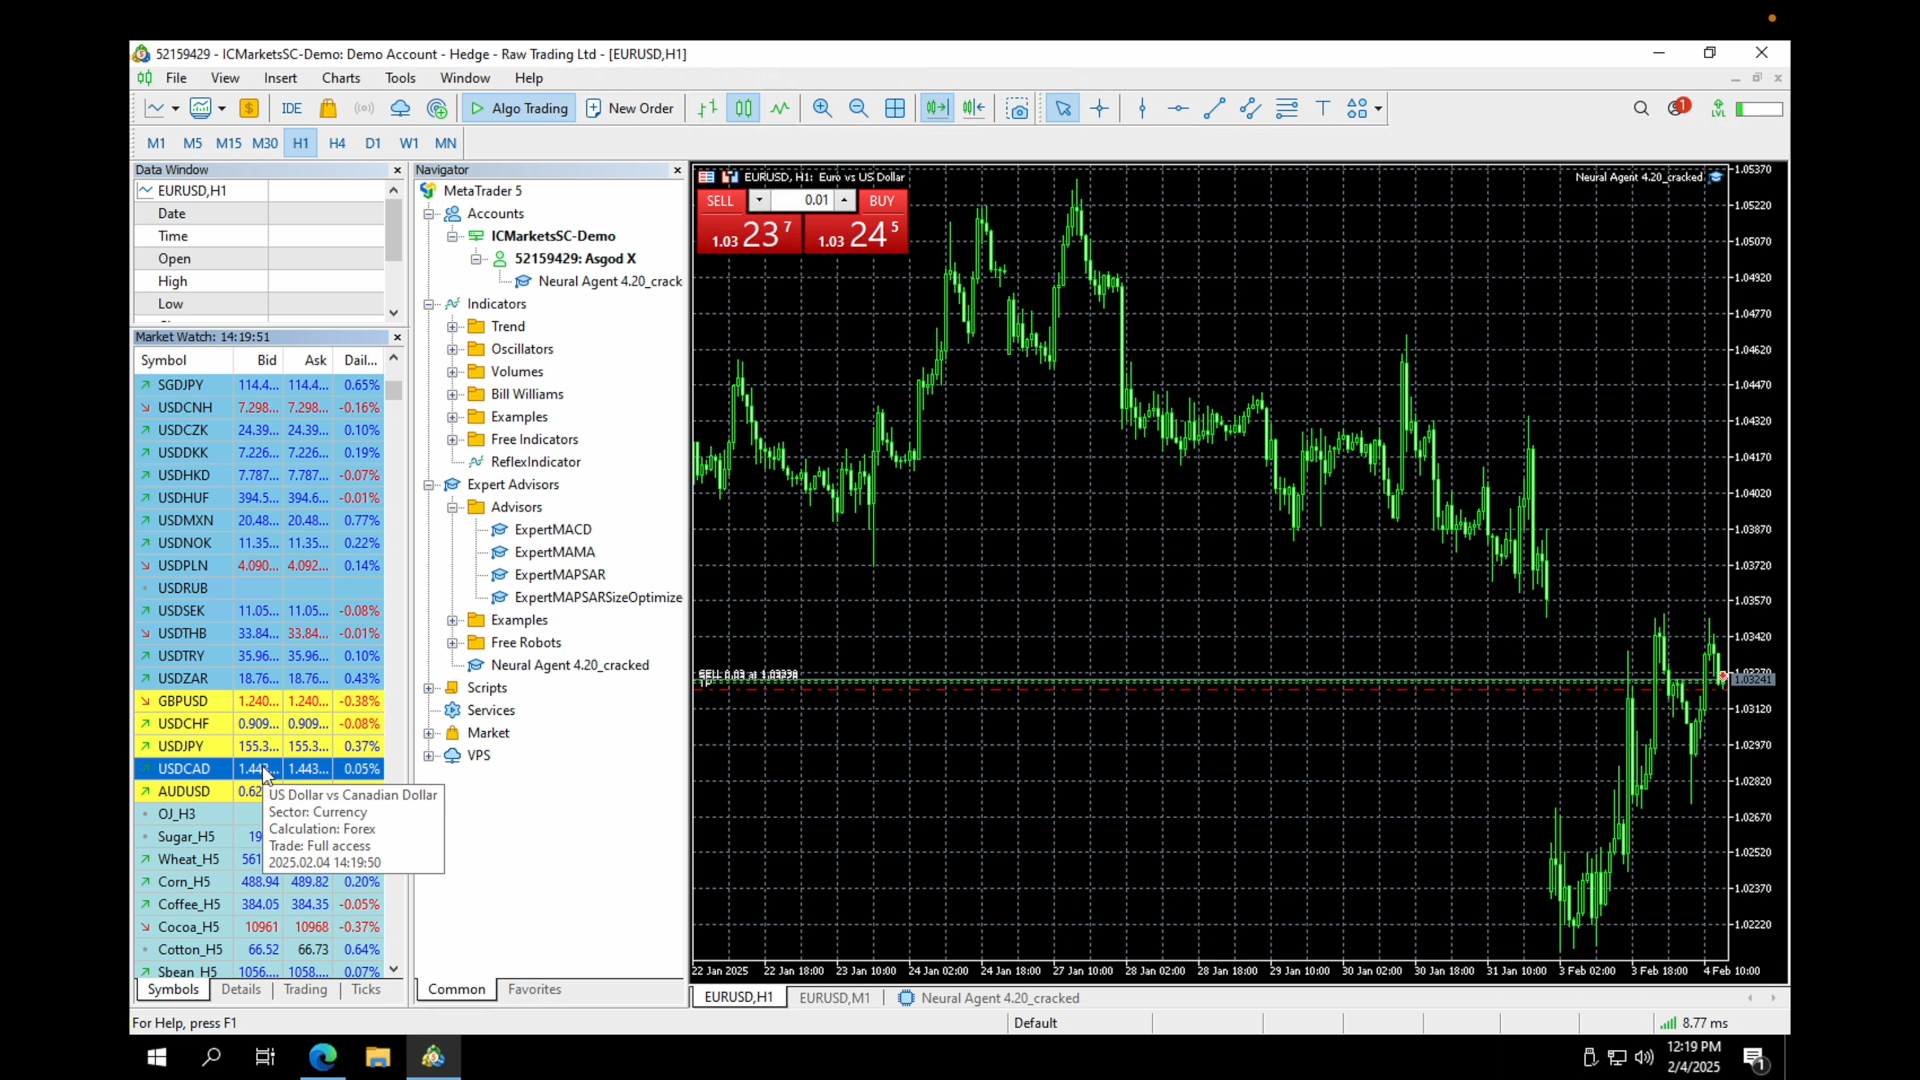 52159429 - ICMarketsSC-Demo: Demo Account - Hedge - Raw Trading Ltd - [EURUSD,H1]
File View Insert Charts Tools Window Help
IDE Algo Trading New Order 1 LVL
M1 M5 M15 M30 H1 H4 D1 W1 MN
Data Window
EURUSD,H1
Date
Time
Open
High
Low
Market Watch: 14:19:51
Symbol Bid Ask Dail...
SGDJPY 114.4... 114.4... 0.65%
USDCNH 7.298... 7.298... -0.16%
USDCZK 24.39... 24.39... 0.10%
USDDKK 7.226... 7.226... 0.19%
USDHKD 7.787... 7.787... -0.07%
USDHUF 394.5... 394.6... -0.01%
USDMXN 20.48... 20.48... 0.77%
USDNOK 11.35... 11.35... 0.22%
USDPLN 4.090... 4.092... 0.14%
USDRUB
USDSEK 11.05... 11.05... -0.08%
USDTHB 33.84... 33.84... -0.01%
USDTRY 35.96... 35.96... 0.10%
USDZAR 18.76... 18.76... 0.43%
GBPUSD 1.240... 1.240... -0.38%
USDCHF 0.909... 0.909... -0.08%
USDJPY 155.3... 155.3... 0.37%
USDCAD 1.443... 0.05%
AUDUSD
OJ_H3
Sugar_H5
Wheat_H5
Corn_H5 488.94 489.82 0.20%
Coffee_H5 384.05 384.35 -0.05%
Cocoa_H5 10961 10968 -0.37%
Cotton_H5 66.52 66.73 0.64%
Sbean_H5 1056.... 1058.... 0.07%
US Dollar vs Canadian Dollar
Sector: Currency
Calculation: Forex
Trade: Full access
2025.02.04 14:19:50
Symbols Details Trading Ticks
Navigator
MetaTrader 5
Accounts
ICMarketsSC-Demo
52159429: Asgod X
Neural Agent 4.20_crack
Indicators
Trend
Oscillators
Volumes
Bill Williams
Examples
Free Indicators
ReflexIndicator
Expert Advisors
Advisors
ExpertMACD
ExpertMAMA
ExpertMAPSAR
ExpertMAPSARSizeOptimize
Examples
Free Robots
Neural Agent 4.20_cracked
Scripts
Services
Market
VPS
Common Favorites
EURUSD, H1: Euro vs US Dollar
Neural Agent 4.20_cracked
SELL 0.01 BUY
1.03 23 7 1.03 24 5
1.05370
1.05220
1.05070
1.04920
1.04770
1.04620
1.04470
1.04320
1.04170
1.04020
1.03870
1.03720
1.03570
1.03420
1.03270
1.03241
1.03120
1.02970
1.02820
1.02670
1.02520
1.02370
1.02220
22 Jan 2025 22 Jan 18:00 23 Jan 10:00 24 Jan 02:00 24 Jan 18:00 27 Jan 10:00 28 Jan 02:00 28 Jan 18:00 29 Jan 10:00 30 Jan 02:00 30 Jan 18:00 31 Jan 10:00 3 Feb 02:00 3 Feb 18:00 4 Feb 10:00
EURUSD,H1 EURUSD,M1 Neural Agent 4.20_cracked
For Help, press F1 Default 8.77 ms
12:19 PM
2/4/2025
1